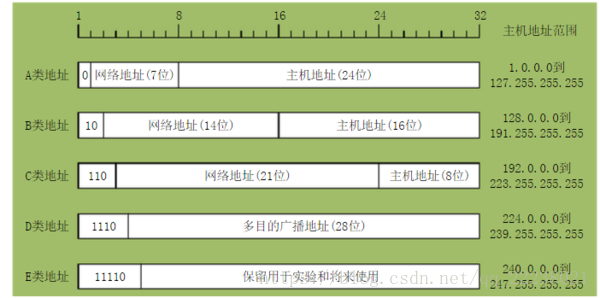 1 8 16 24 32
主机地址范围
A类地址 0 网络地址(7位) 主机地址(24位) 1.0.0.0到
127.255.255.255
B类地址 10 网络地址(14位) 主机地址(16位) 128.0.0.0到
191.255.255.255
C类地址 110 网络地址(21位) 主机地址(8位) 192.0.0.0到
223.255.255.255
D类地址 1110 多目的广播地址(28位) 224.0.0.0到
239.255.255.255
E类地址 11110 保留用于实验和将来使用 240.0.0.0到
247.255.255.255